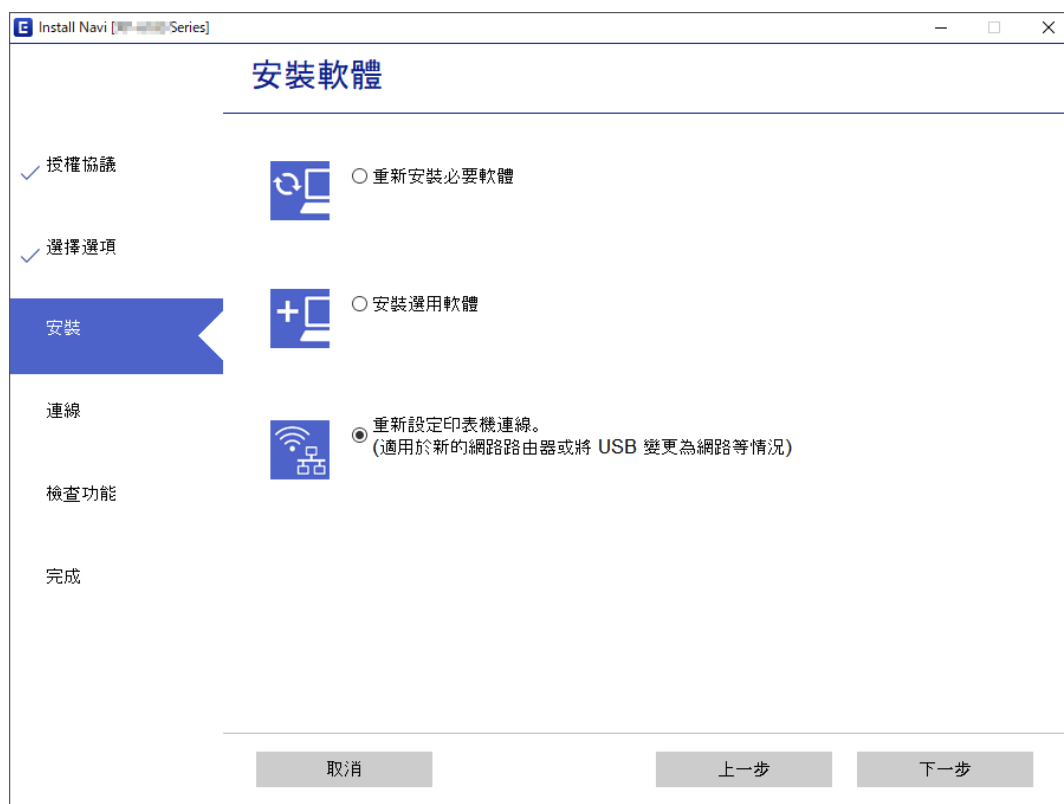 Install Navi [ Series]
安裝軟體
授權協議
選擇選項
安裝
連線
檢查功能
完成
重新安裝必要軟體
安裝選用軟體
重新設定印表機連線。
(適用於新的網路路由器或將 USB 變更為網路等情況)
取消
上一步
下一步